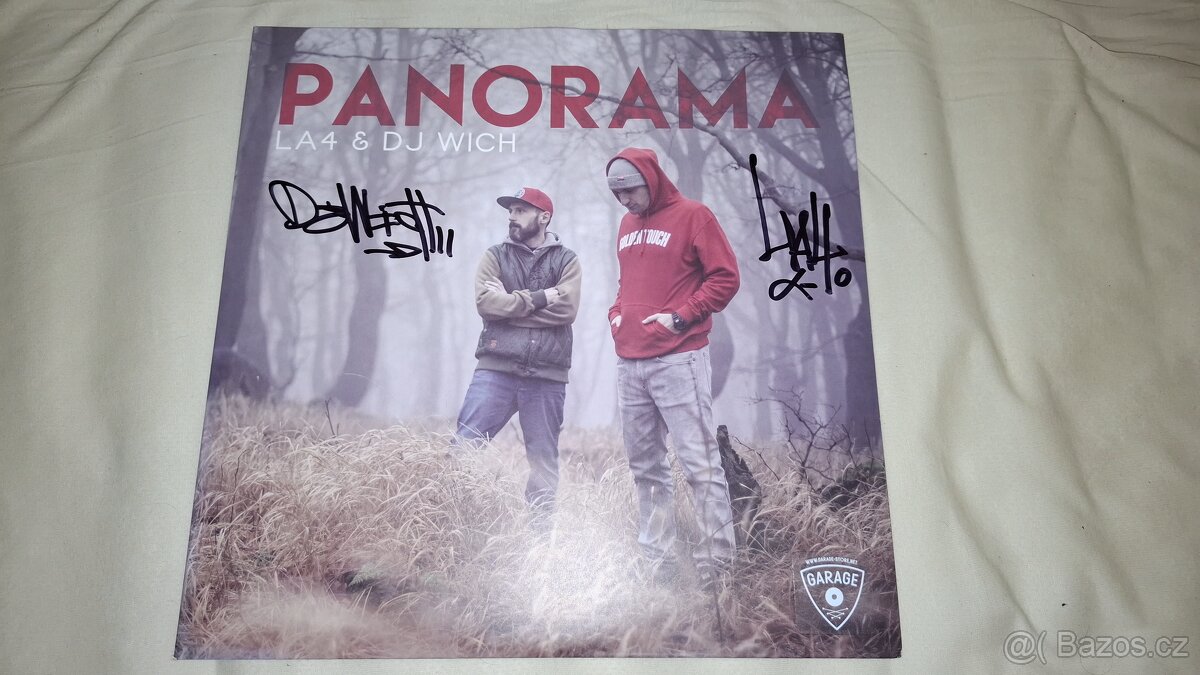 PANORAMA
LA4 & DJ WICH
GOLDEN TOUCH
WWW.GARAGE-STORE.NET
GARAGE
@( Bazos.cz